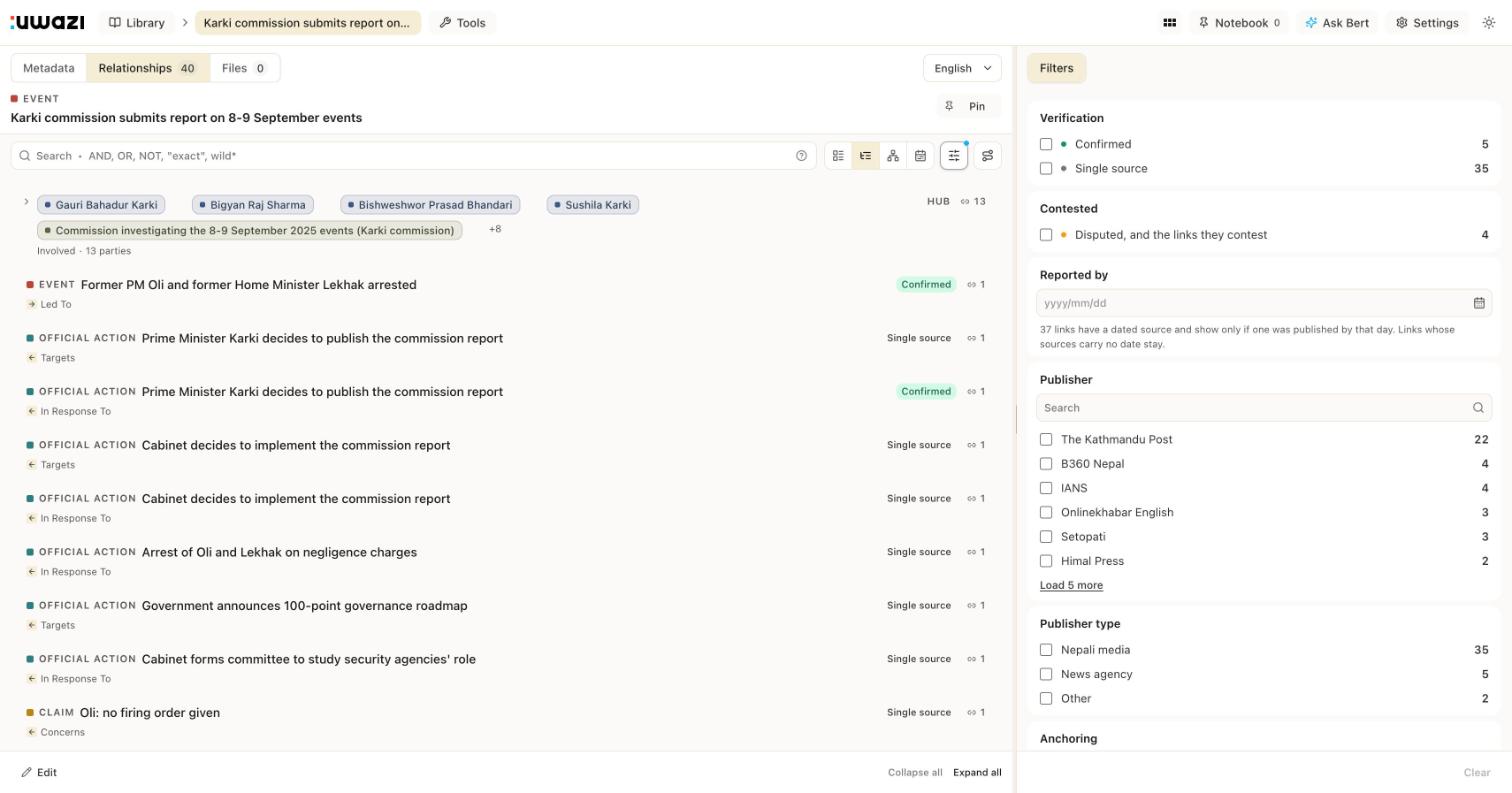 uwazi
Library
Karki commission submits report on...
Tools
Notebook 0
Ask Bert
Settings
Metadata
Relationships 40
Files 0
English
EVENT
Karki commission submits report on 8-9 September events
Pin
Search • AND, OR, NOT, "exact", wild*
Gauri Bahadur Karki
Bigyan Raj Sharma
Bishweshwor Prasad Bhandari
Sushila Karki
HUB 13
Commission investigating the 8-9 September 2025 events (Karki commission)
+8
Involved · 13 parties
EVENT Former PM Oli and former Home Minister Lekhak arrested Confirmed 1
Led To
OFFICIAL ACTION Prime Minister Karki decides to publish the commission report Single source 1
Targets
OFFICIAL ACTION Prime Minister Karki decides to publish the commission report Confirmed 1
In Response To
OFFICIAL ACTION Cabinet decides to implement the commission report Single source 1
Targets
OFFICIAL ACTION Cabinet decides to implement the commission report Single source 1
In Response To
OFFICIAL ACTION Arrest of Oli and Lekhak on negligence charges Single source 1
In Response To
OFFICIAL ACTION Government announces 100-point governance roadmap Single source 1
Targets
OFFICIAL ACTION Cabinet forms committee to study security agencies' role Single source 1
In Response To
CLAIM Oli: no firing order given Single source 1
Concerns
Edit
Collapse all
Expand all
Filters
Verification
Confirmed 5
Single source 35
Contested
Disputed, and the links they contest 4
Reported by
yyyy/mm/dd
37 links have a dated source and show only if one was published by that day. Links whose
sources carry no date stay.
Publisher
Search
The Kathmandu Post 22
B360 Nepal 4
IANS 4
Onlinekhabar English 3
Setopati 3
Himal Press 2
Load 5 more
Publisher type
Nepali media 35
News agency 5
Other 2
Anchoring
Clear